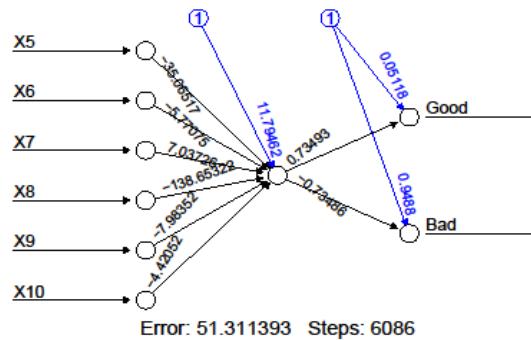 1
1
X5
X6
X7
X8
X9
X10
−35.06517
−5.77075
7.03726
−138.65322
−7.98352
−4.42052
11.79462
0.73493
−0.73486
0.05118
0.9488
Good
Bad
Error: 51.311393 Steps: 6086